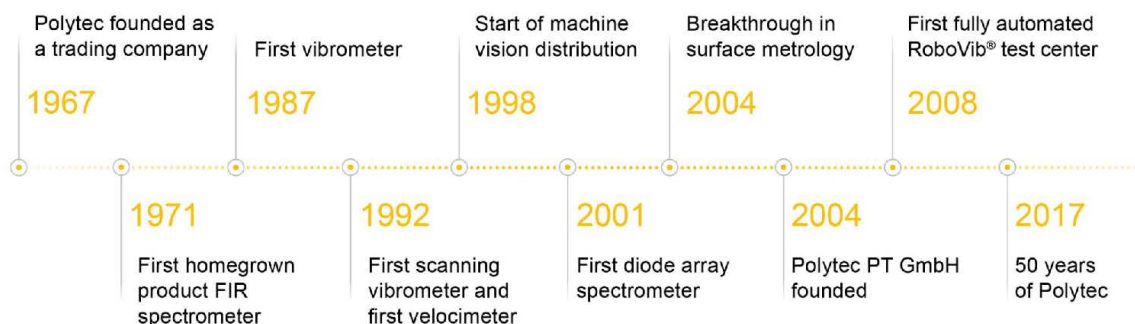 Polytec founded as
a trading company
1967
First vibrometer
1987
Start of machine
vision distribution
1998
Breakthrough in
surface metrology
2004
First fully automated
RoboVib® test center
2008
1971
First homegrown
product FIR
spectrometer
1992
First scanning
vibrometer and
first velocimeter
2001
First diode array
spectrometer
2004
Polytec PT GmbH
founded
2017
50 years
of Polytec